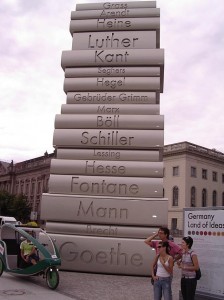 Grass
Arendt
Heine
Luther
Kant
Seghers
Hegel
Gebrüder Grimm
Marx
Böll
Schiller
Lessing
Hesse
Fontane
Mann
Brecht
Goethe
Germany
Land of Ideas